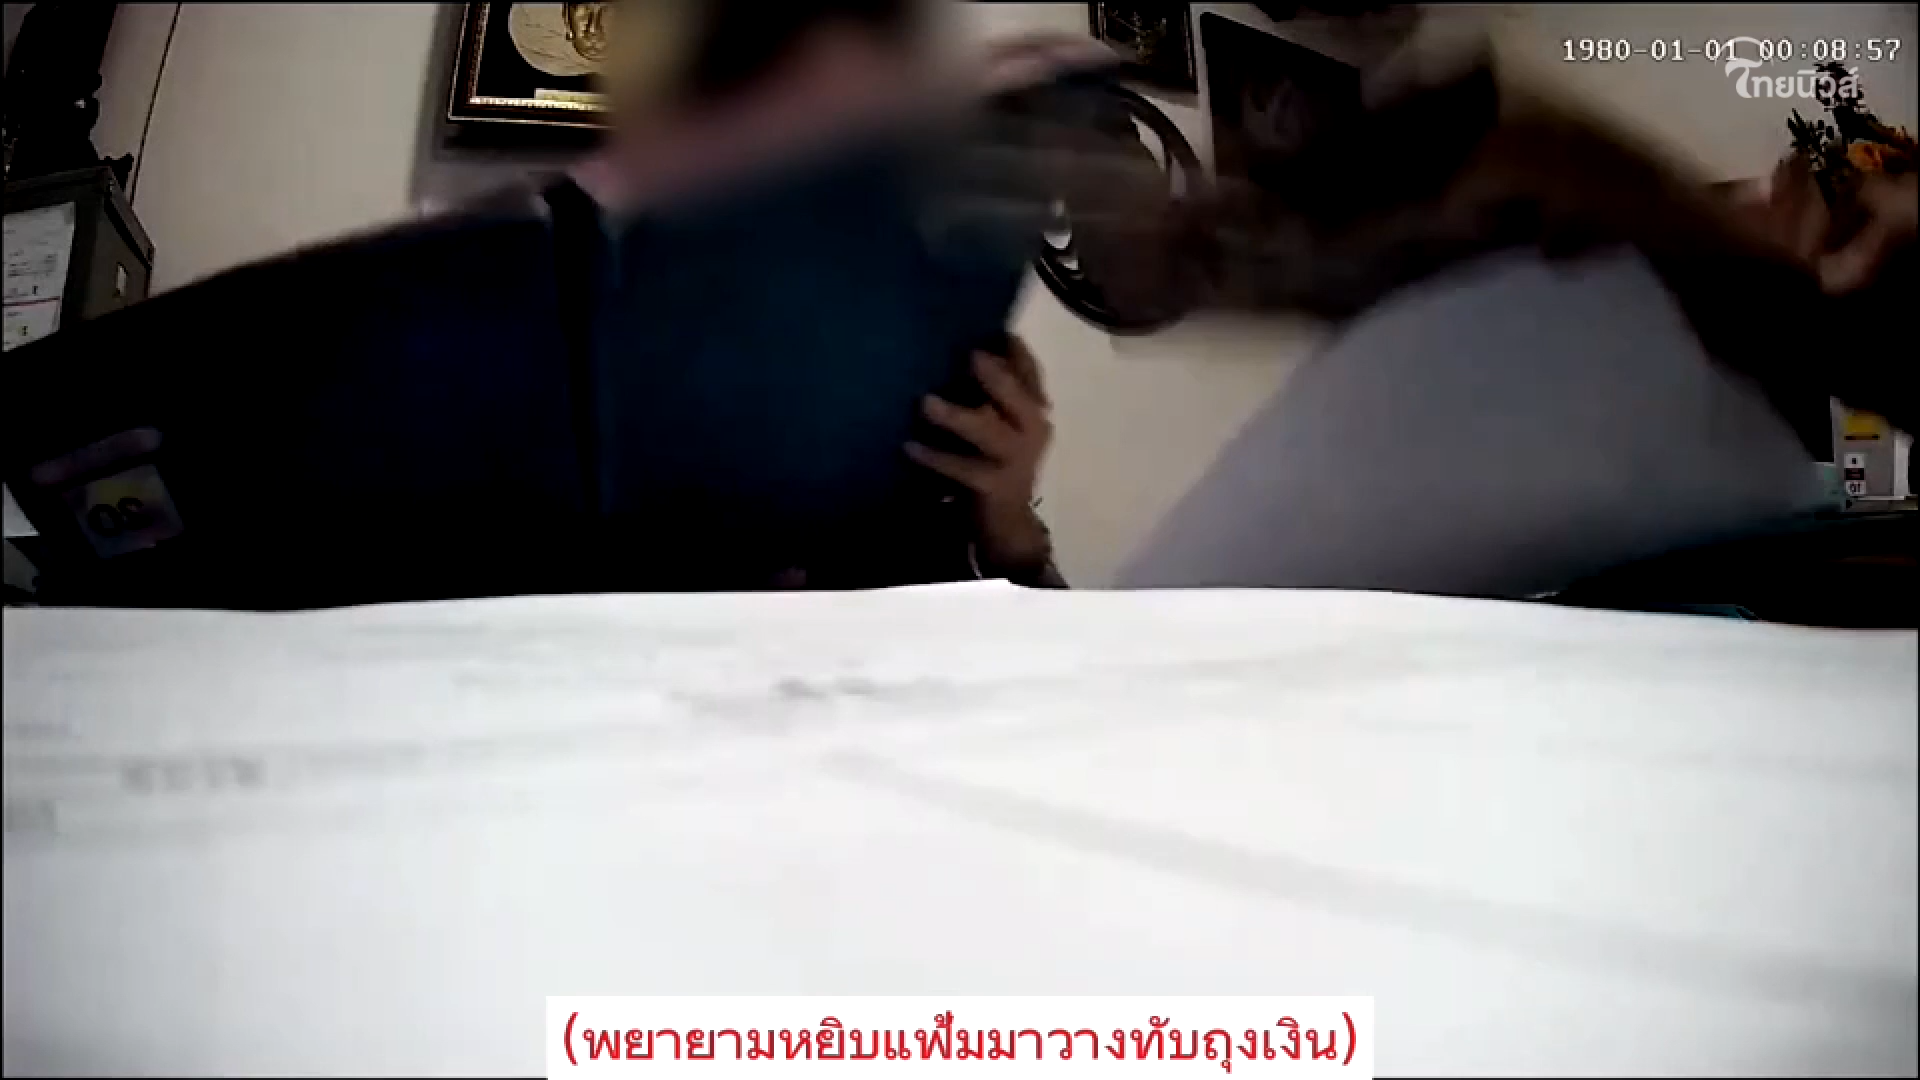 1980-01-01 00:08:57
ไทยนิวส์
20
(พยายามหยิบแฟ้มมาวางทับถุงเงิน)